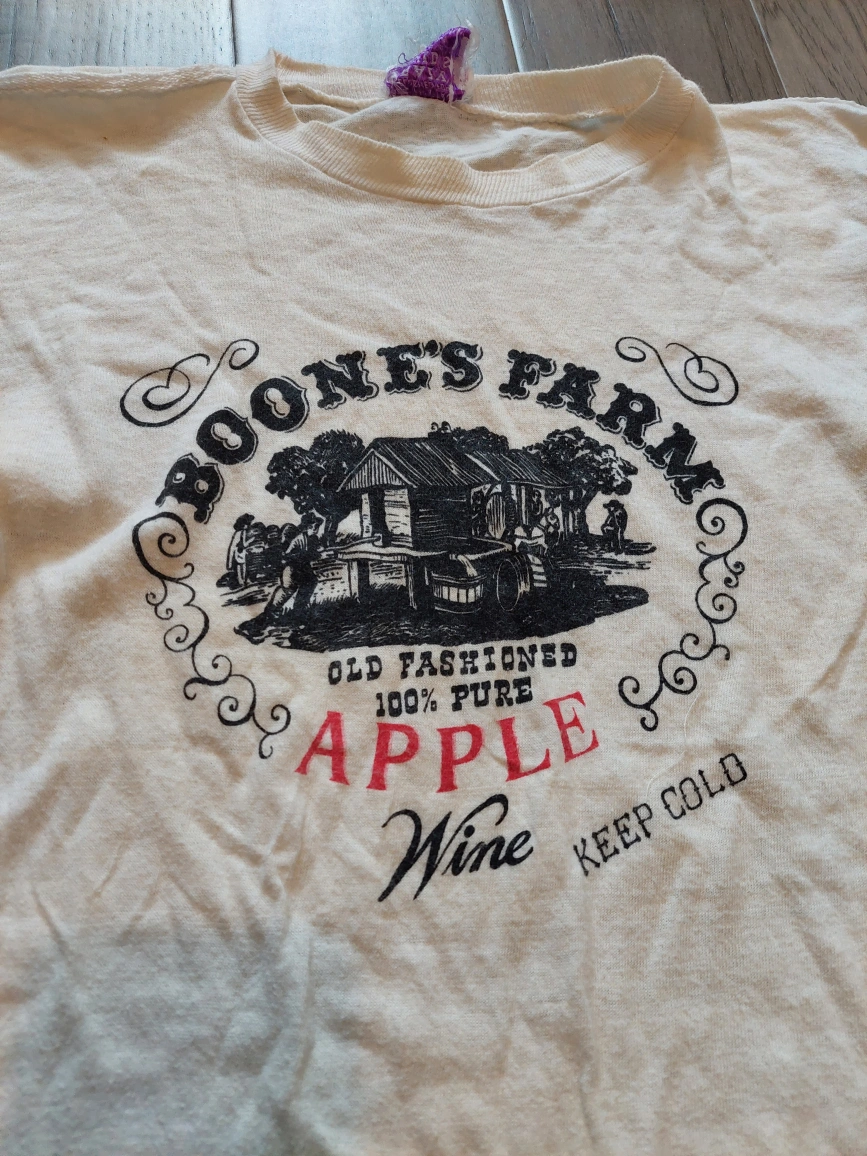 BOONE'S FARM
OLD FASHIONED
100% PURE
APPLE
Wine
KEEP COLD